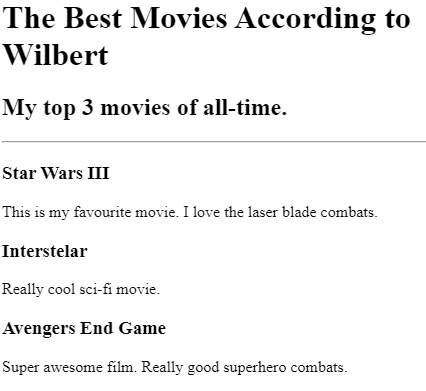 The Best Movies According to
Wilbert
My top 3 movies of all-time.
Star Wars III
This is my favourite movie. I love the laser blade combats.
Interstelar
Really cool sci-fi movie.
Avengers End Game
Super awesome film. Really good superhero combats.